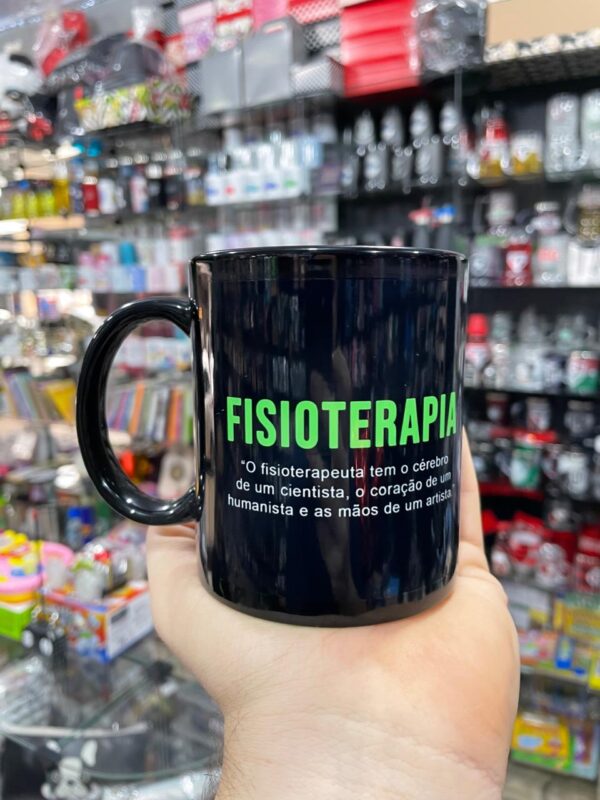 FISIOTERAPIA
"O fisioterapeuta tem o cérebro
de um cientista, o coração de um
humanista e as mãos de um artista."